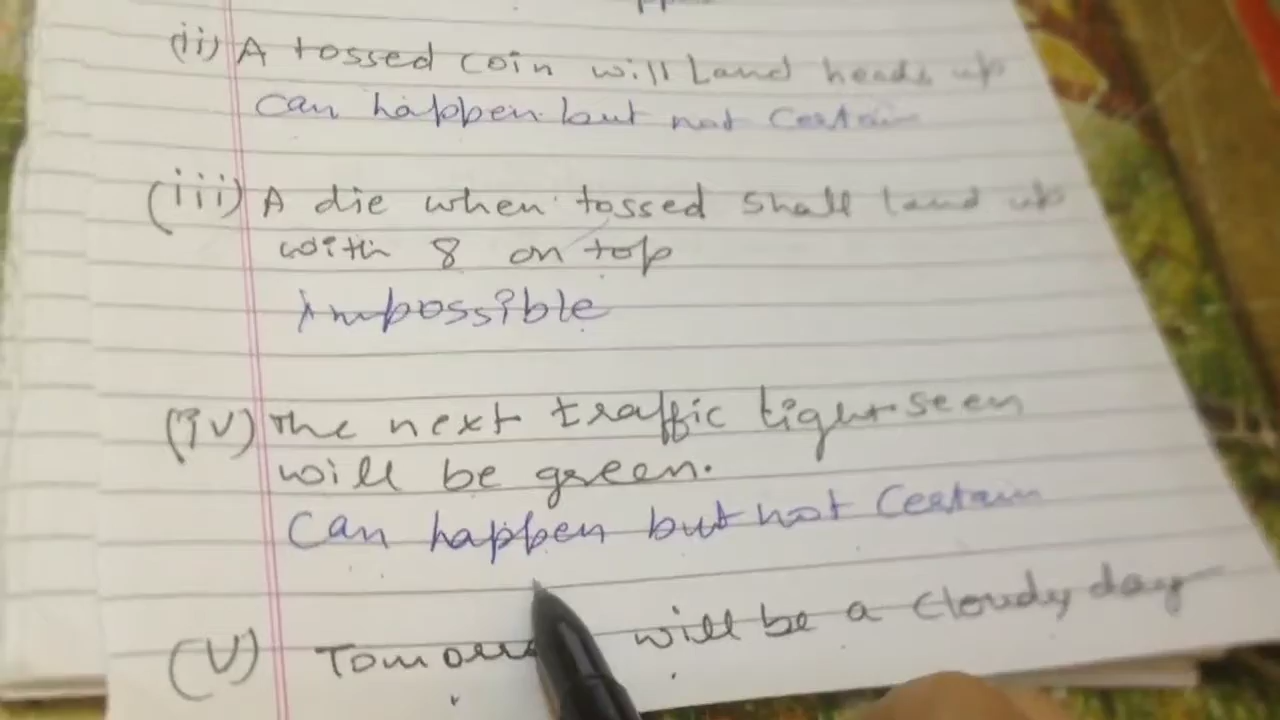 (ii) A tossed coin will Land heads up
can happen but not Certain
(iii) A die when tossed shall land up
with 8 on top
impossible
(iv) The next traffic light seen
will be green.
Can happen but not Certain
(V) will be a cloudy day